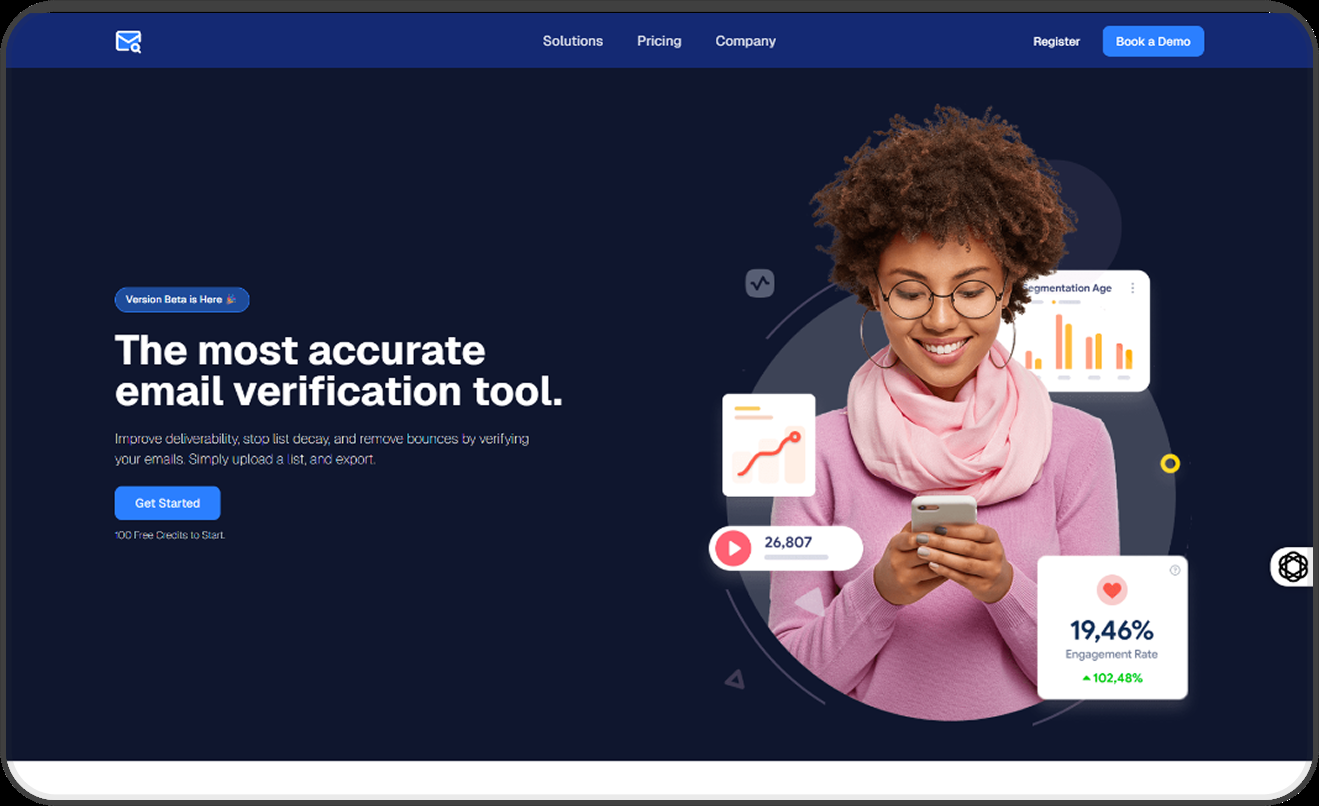 Solutions
Pricing
Company
Register
Book a Demo
Version Beta is Here 🎉
The most accurate
email verification tool.
Improve deliverability, stop list decay, and remove bounces by verifying
your emails. Simply upload a list, and export.
Get Started
100 Free Credits to Start.
egmentation Age
26,807
19,46%
Engagement Rate
102,48%